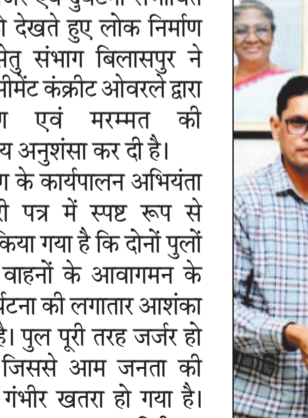 देखते हुए लोक निर्माण
सेतु संभाग बिलासपुर ने
सीमेंट कंक्रीट ओवरले द्वारा
एवं मरम्मत की
अनुशंसा कर दी है।
के कार्यपालन अभियंता
पत्र में स्पष्ट रूप से
किया गया है कि दोनों पुलों
वाहनों के आवागमन के
की लगातार आशंका
है। पुल पूरी तरह जर्जर हो
जिससे आम जनता की
गंभीर खतरा हो गया है।